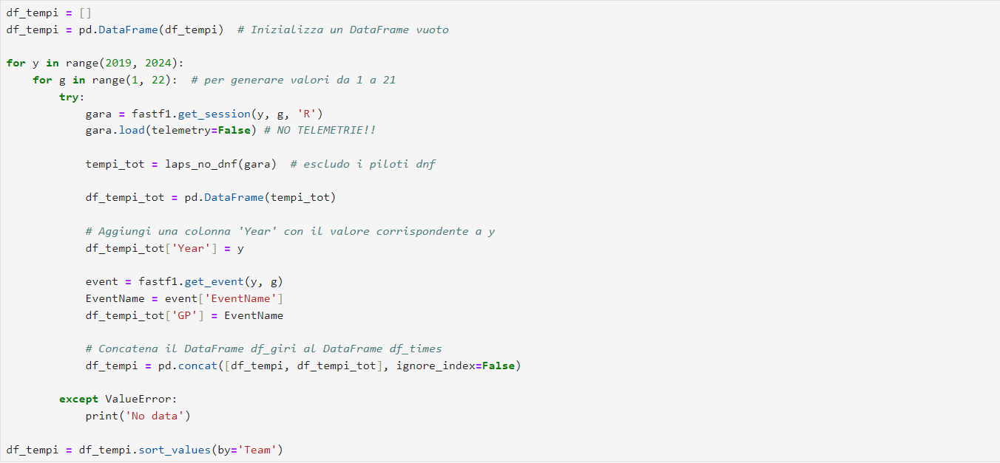 df_tempi = []
df_tempi = pd.DataFrame(df_tempi)  # Inizializza un DataFrame vuoto

for y in range(2019, 2024):
    for g in range(1, 22):  # per generare valori da 1 a 21
        try:
            gara = fastf1.get_session(y, g, 'R')
            gara.load(telemetry=False) # NO TELEMETRIE!!

            tempi_tot = laps_no_dnf(gara)  # escludo i piloti dnf

            df_tempi_tot = pd.DataFrame(tempi_tot)

            # Aggiungi una colonna 'Year' con il valore corrispondente a y
            df_tempi_tot['Year'] = y

            event = fastf1.get_event(y, g)
            EventName = event['EventName']
            df_tempi_tot['GP'] = EventName

            # Concatena il DataFrame df_giri al DataFrame df_times
            df_tempi = pd.concat([df_tempi, df_tempi_tot], ignore_index=False)

        except ValueError:
            print('No data')

df_tempi = df_tempi.sort_values(by='Team')